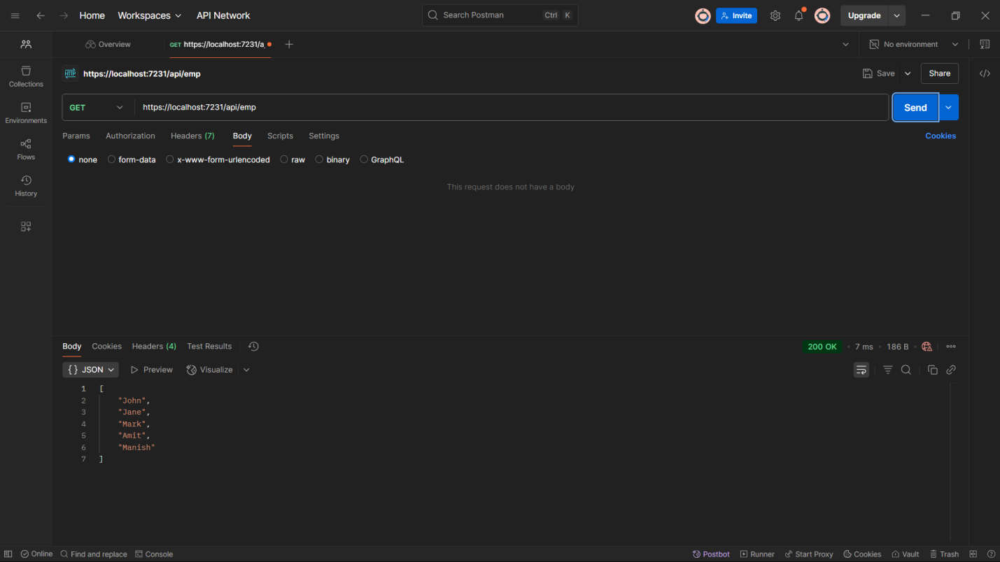 Home Workspaces API Network Search Postman Ctrl K Invite Upgrade
Overview GET https://localhost:7231/a No environment
HTTP https://localhost:7231/api/emp Save Share
GET https://localhost:7231/api/emp Send
Params Authorization Headers (7) Body Scripts Settings Cookies
none form-data x-www-form-urlencoded raw binary GraphQL
This request does not have a body
Collections
Environments
Flows
History
Body Cookies Headers (4) Test Results 200 OK • 7 ms • 186 B •
{} JSON Preview Visualize
1 [
2 "John",
3 "Jane",
4 "Mark",
5 "Amit",
6 "Manish"
7 ]
Online Find and replace Console Postbot Runner Start Proxy Cookies Vault Trash